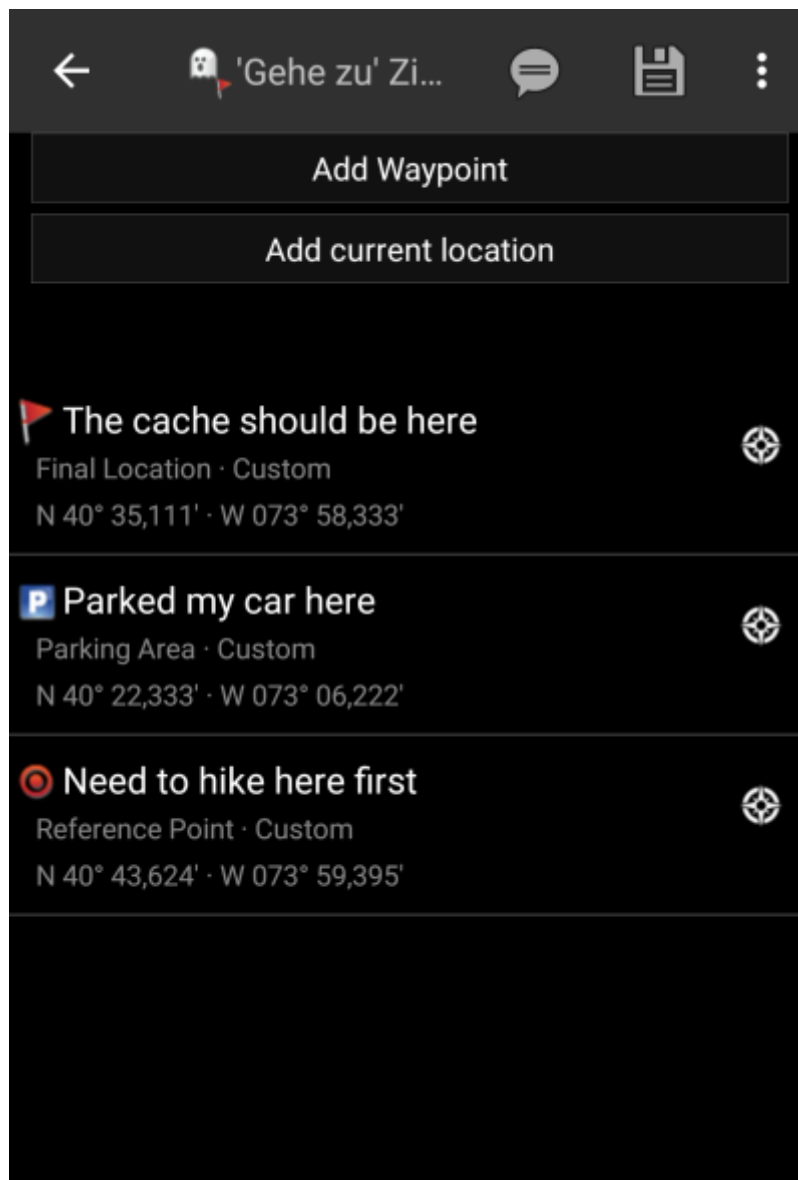 'Gehe zu' Zi...
Add Waypoint
Add current location
The cache should be here
Final Location · Custom
N 40° 35,111' · W 073° 58,333'
P Parked my car here
Parking Area · Custom
N 40° 22,333' · W 073° 06,222'
Need to hike here first
Reference Point · Custom
N 40° 43,624' · W 073° 59,395'